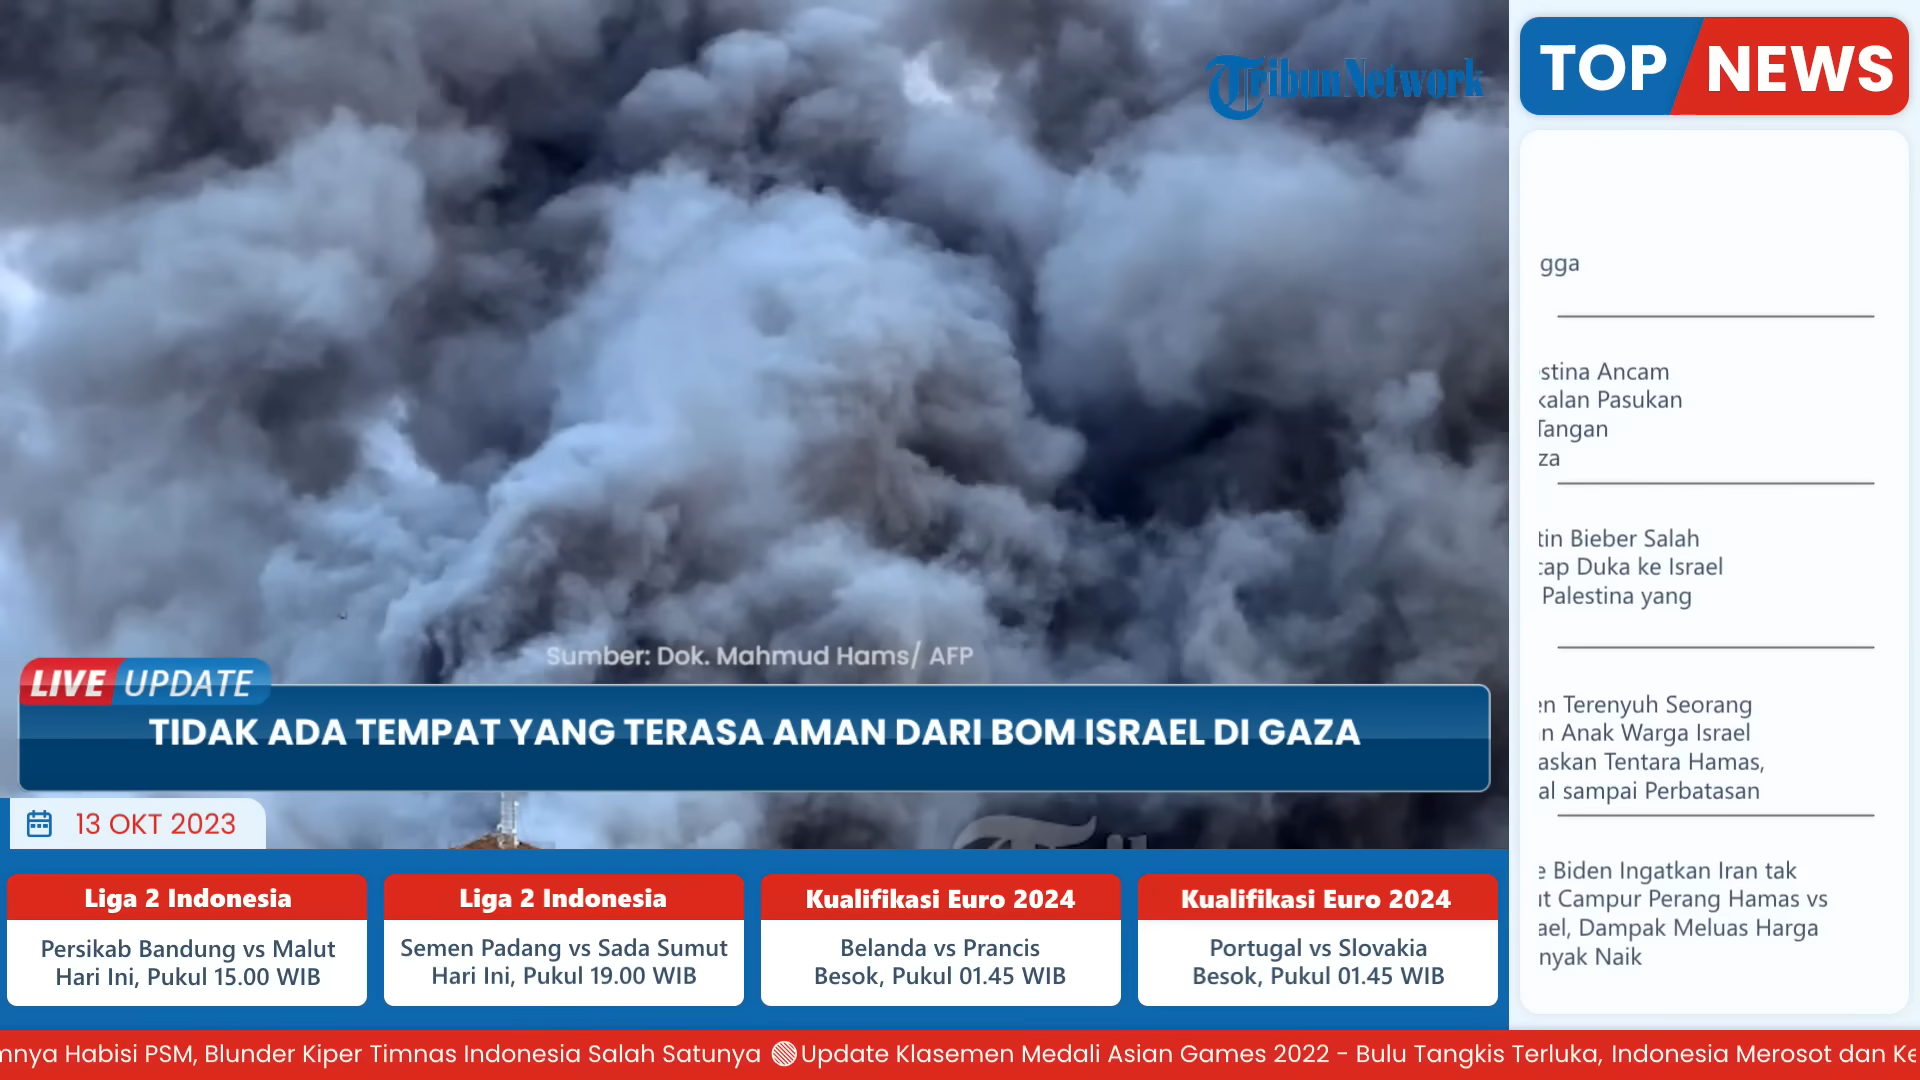 TribunNetwork
TOP NEWS
gga
stina Ancam
kalan Pasukan
Tangan
za
tin Bieber Salah
cap Duka ke Israel
Palestina yang
en Terenyuh Seorang
n Anak Warga Israel
askan Tentara Hamas,
al sampai Perbatasan
e Biden Ingatkan Iran tak
ut Campur Perang Hamas vs
ael, Dampak Meluas Harga
nyak Naik
Sumber: Dok. Mahmud Hams/ AFP
LIVE UPDATE
TIDAK ADA TEMPAT YANG TERASA AMAN DARI BOM ISRAEL DI GAZA
13 OKT 2023
Liga 2 Indonesia
Persikab Bandung vs Malut
Hari Ini, Pukul 15.00 WIB
Liga 2 Indonesia
Semen Padang vs Sada Sumut
Hari Ini, Pukul 19.00 WIB
Kualifikasi Euro 2024
Belanda vs Prancis
Besok, Pukul 01.45 WIB
Kualifikasi Euro 2024
Portugal vs Slovakia
Besok, Pukul 01.45 WIB
mnya Habisi PSM, Blunder Kiper Timnas Indonesia Salah Satunya Update Klasemen Medali Asian Games 2022 - Bulu Tangkis Terluka, Indonesia Merosot dan Ke